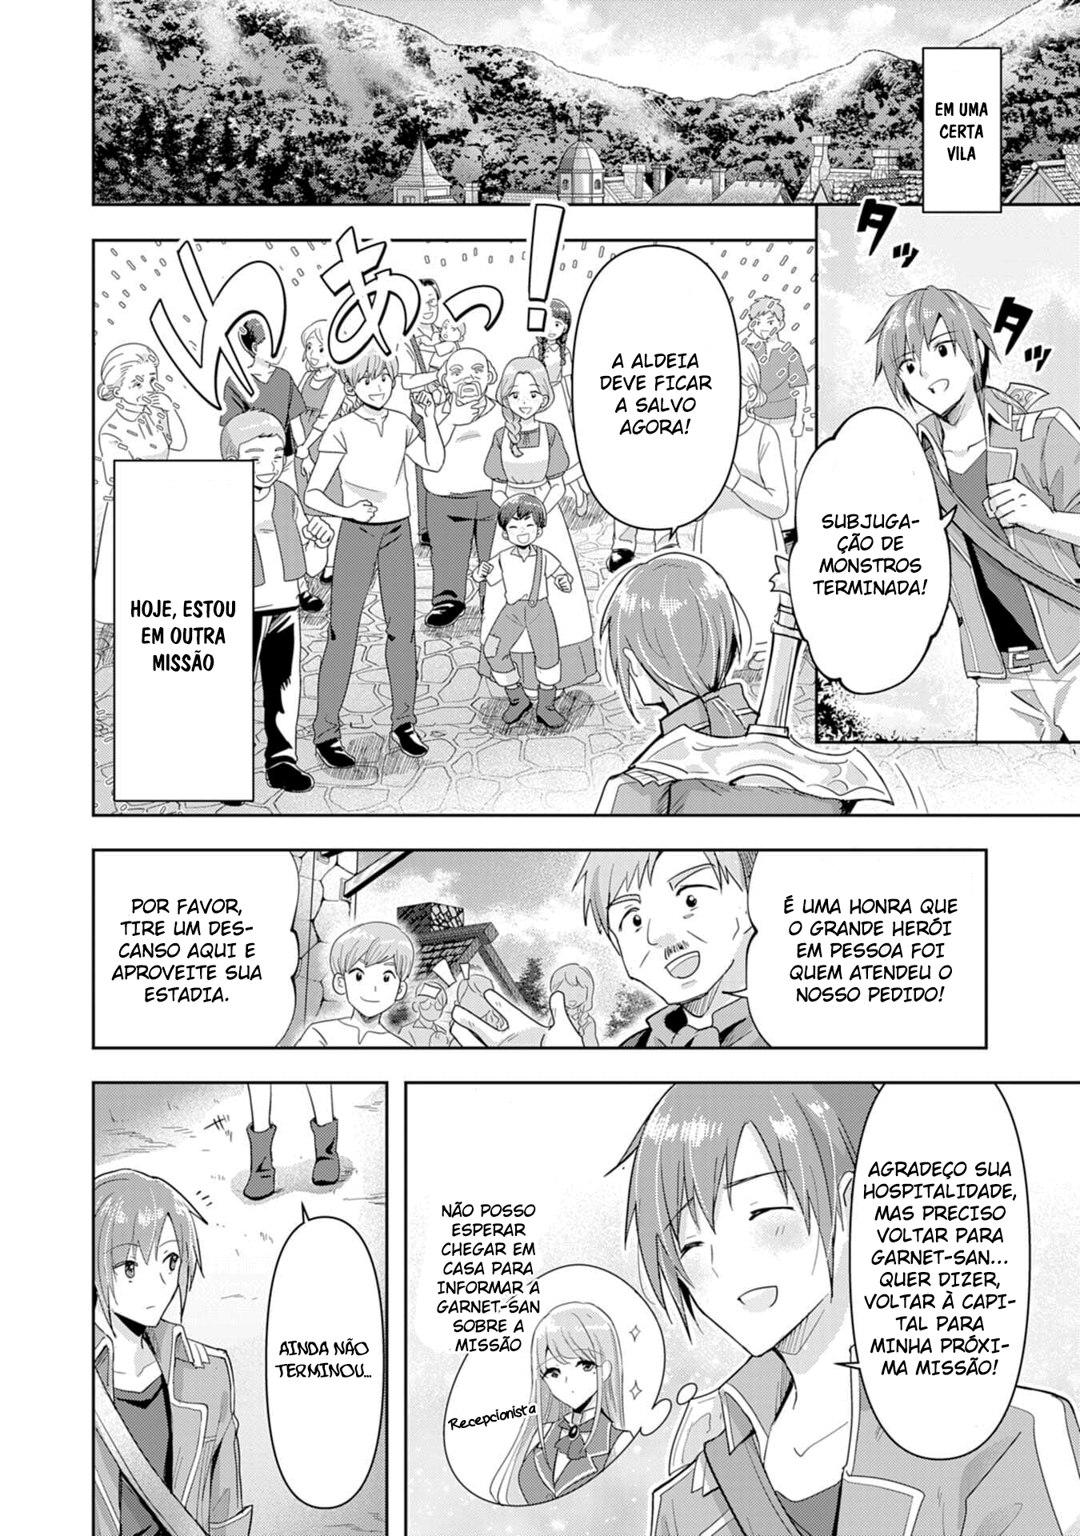 EM UMA
CERTA
VILA
タッ
タッ
SUBJUGA-
ÇÃO DE
MONSTROS
TERMINADA!
A ALDEIA
DEVE FICAR
A SALVO
AGORA!
わあっ!
HOJE, ESTOU
EM OUTRA
MISSÃO
É UMA HONRA QUE
O GRANDE HERÓI
EM PESSOA FOI
QUEM ATENDEU O
NOSSO PEDIDO!
POR FAVOR,
TIRE UM DES-
CANSO AQUI E
APROVEITE SUA
ESTADIA.
AGRADEÇO SUA
HOSPITALIDADE,
MAS PRECISO
VOLTAR PARA
GARNET-SAN...
QUER DIZER,
VOLTAR À CAPI-
TAL PARA
MINHA PRÓXI-
MA MISSÃO!
NÃO POSSO
ESPERAR
CHEGAR EM
CASA PARA
INFORMAR A
GARNET-SAN
SOBRE A
MISSÃO
Recepcionista
AINDA NÃO
TERMINOU...